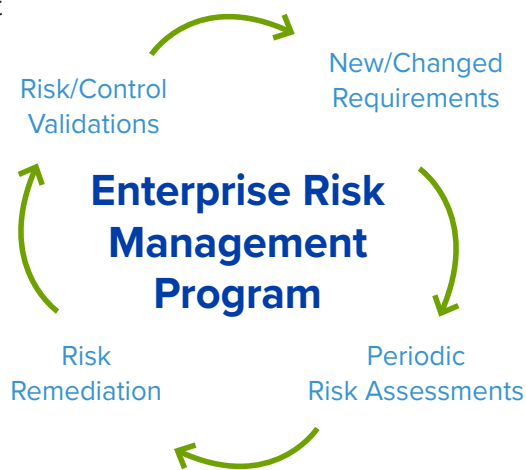 Risk/Control
Validations
New/Changed
Requirements
Enterprise Risk
Management
Program
Risk
Remediation
Periodic
Risk Assessments